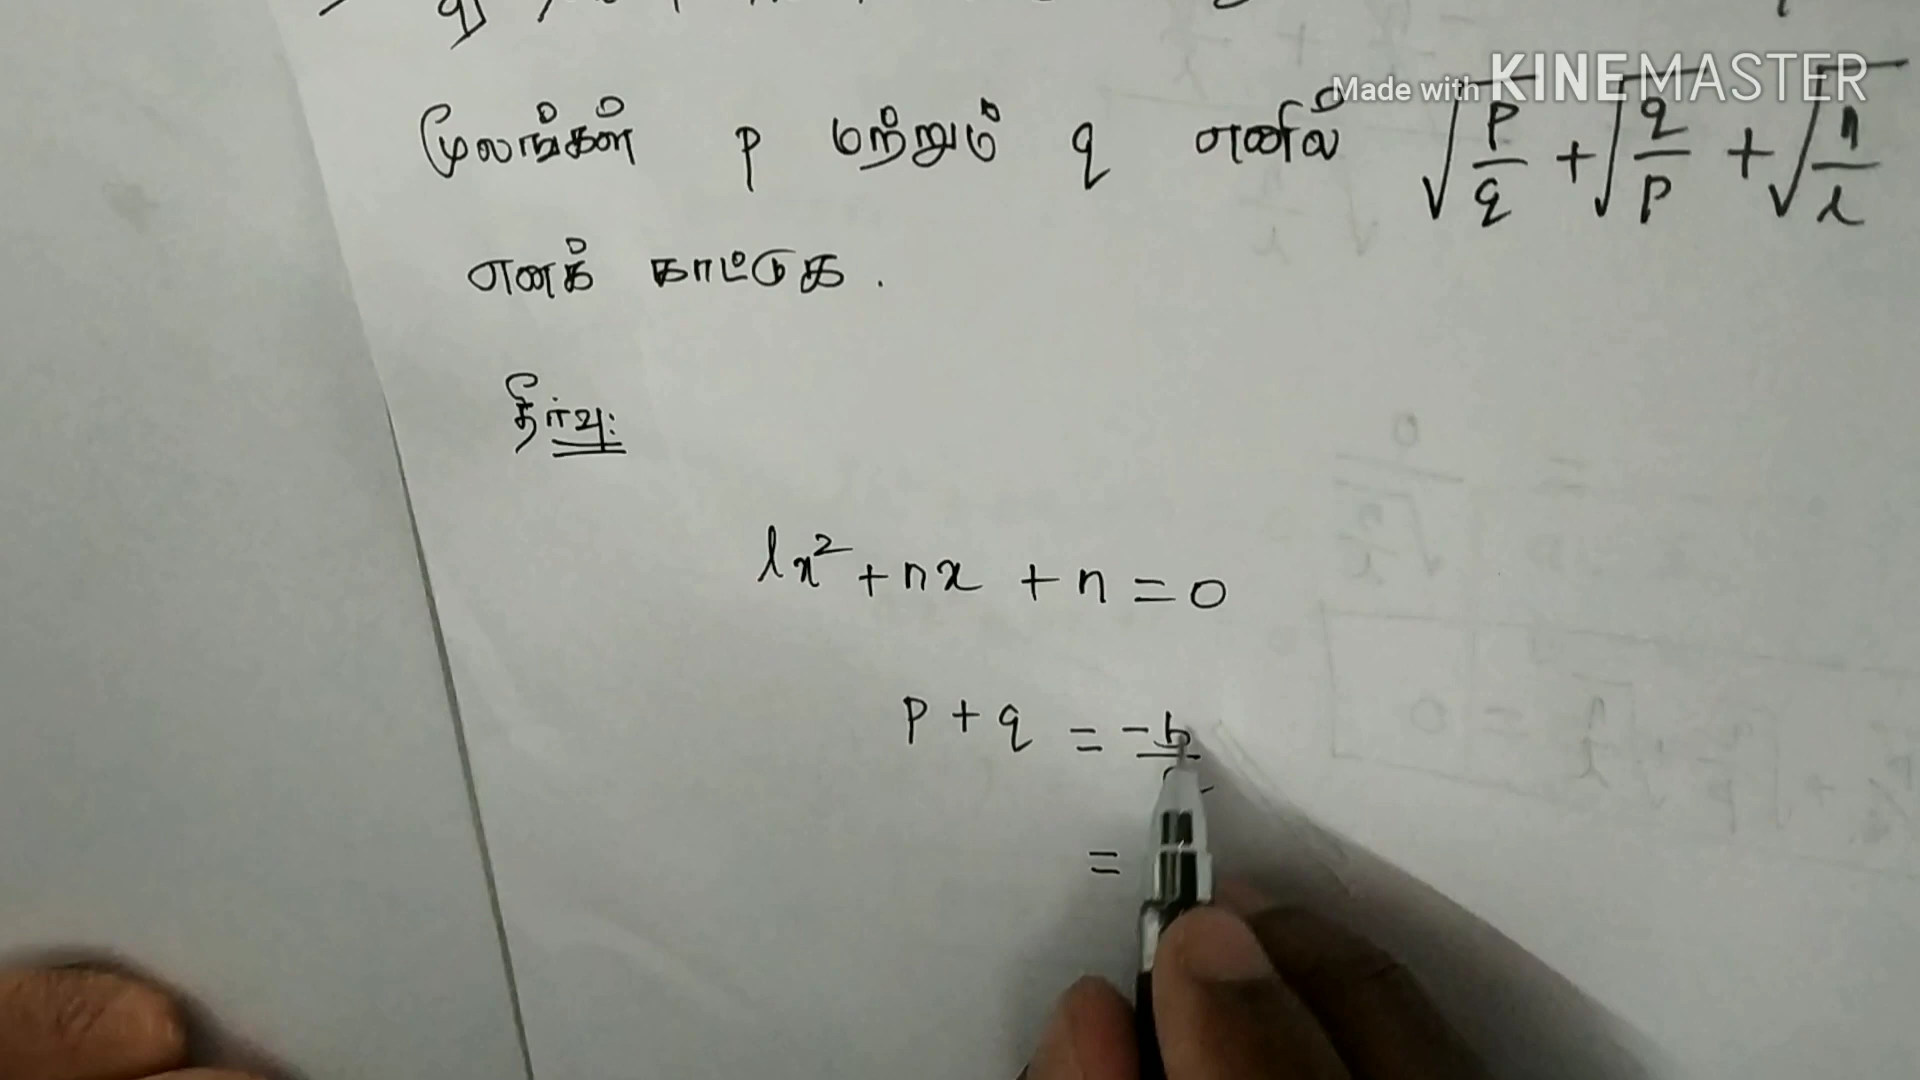 Made with KINEMASTER
மூலங்கள் p மற்றும் q எனில் √(p/q) + √(q/p) + √(n/l)
எனக் காட்டுக .
தீர்வு:
lx² + nx + n = 0
p + q = -b
=